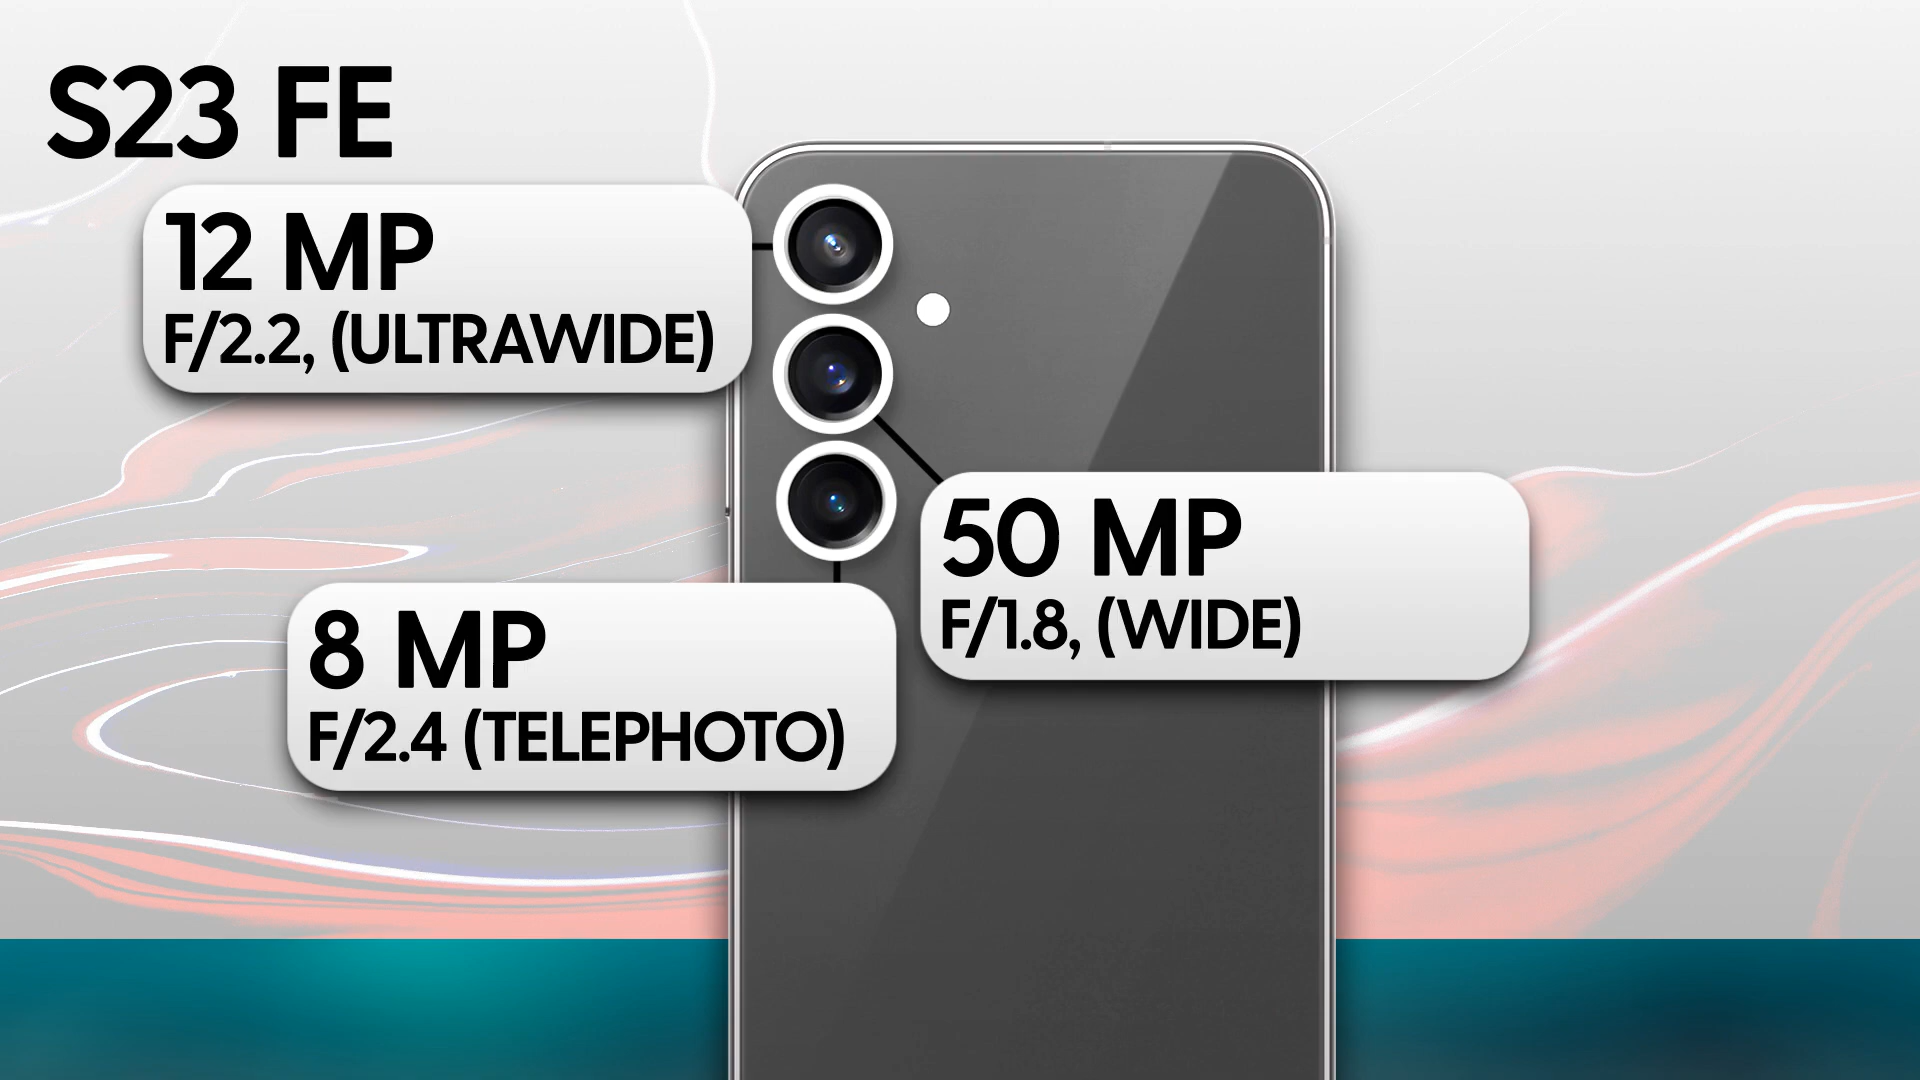 S23 FE
12 MP
F/2.2, (ULTRAWIDE)
50 MP
F/1.8, (WIDE)
8 MP
F/2.4 (TELEPHOTO)